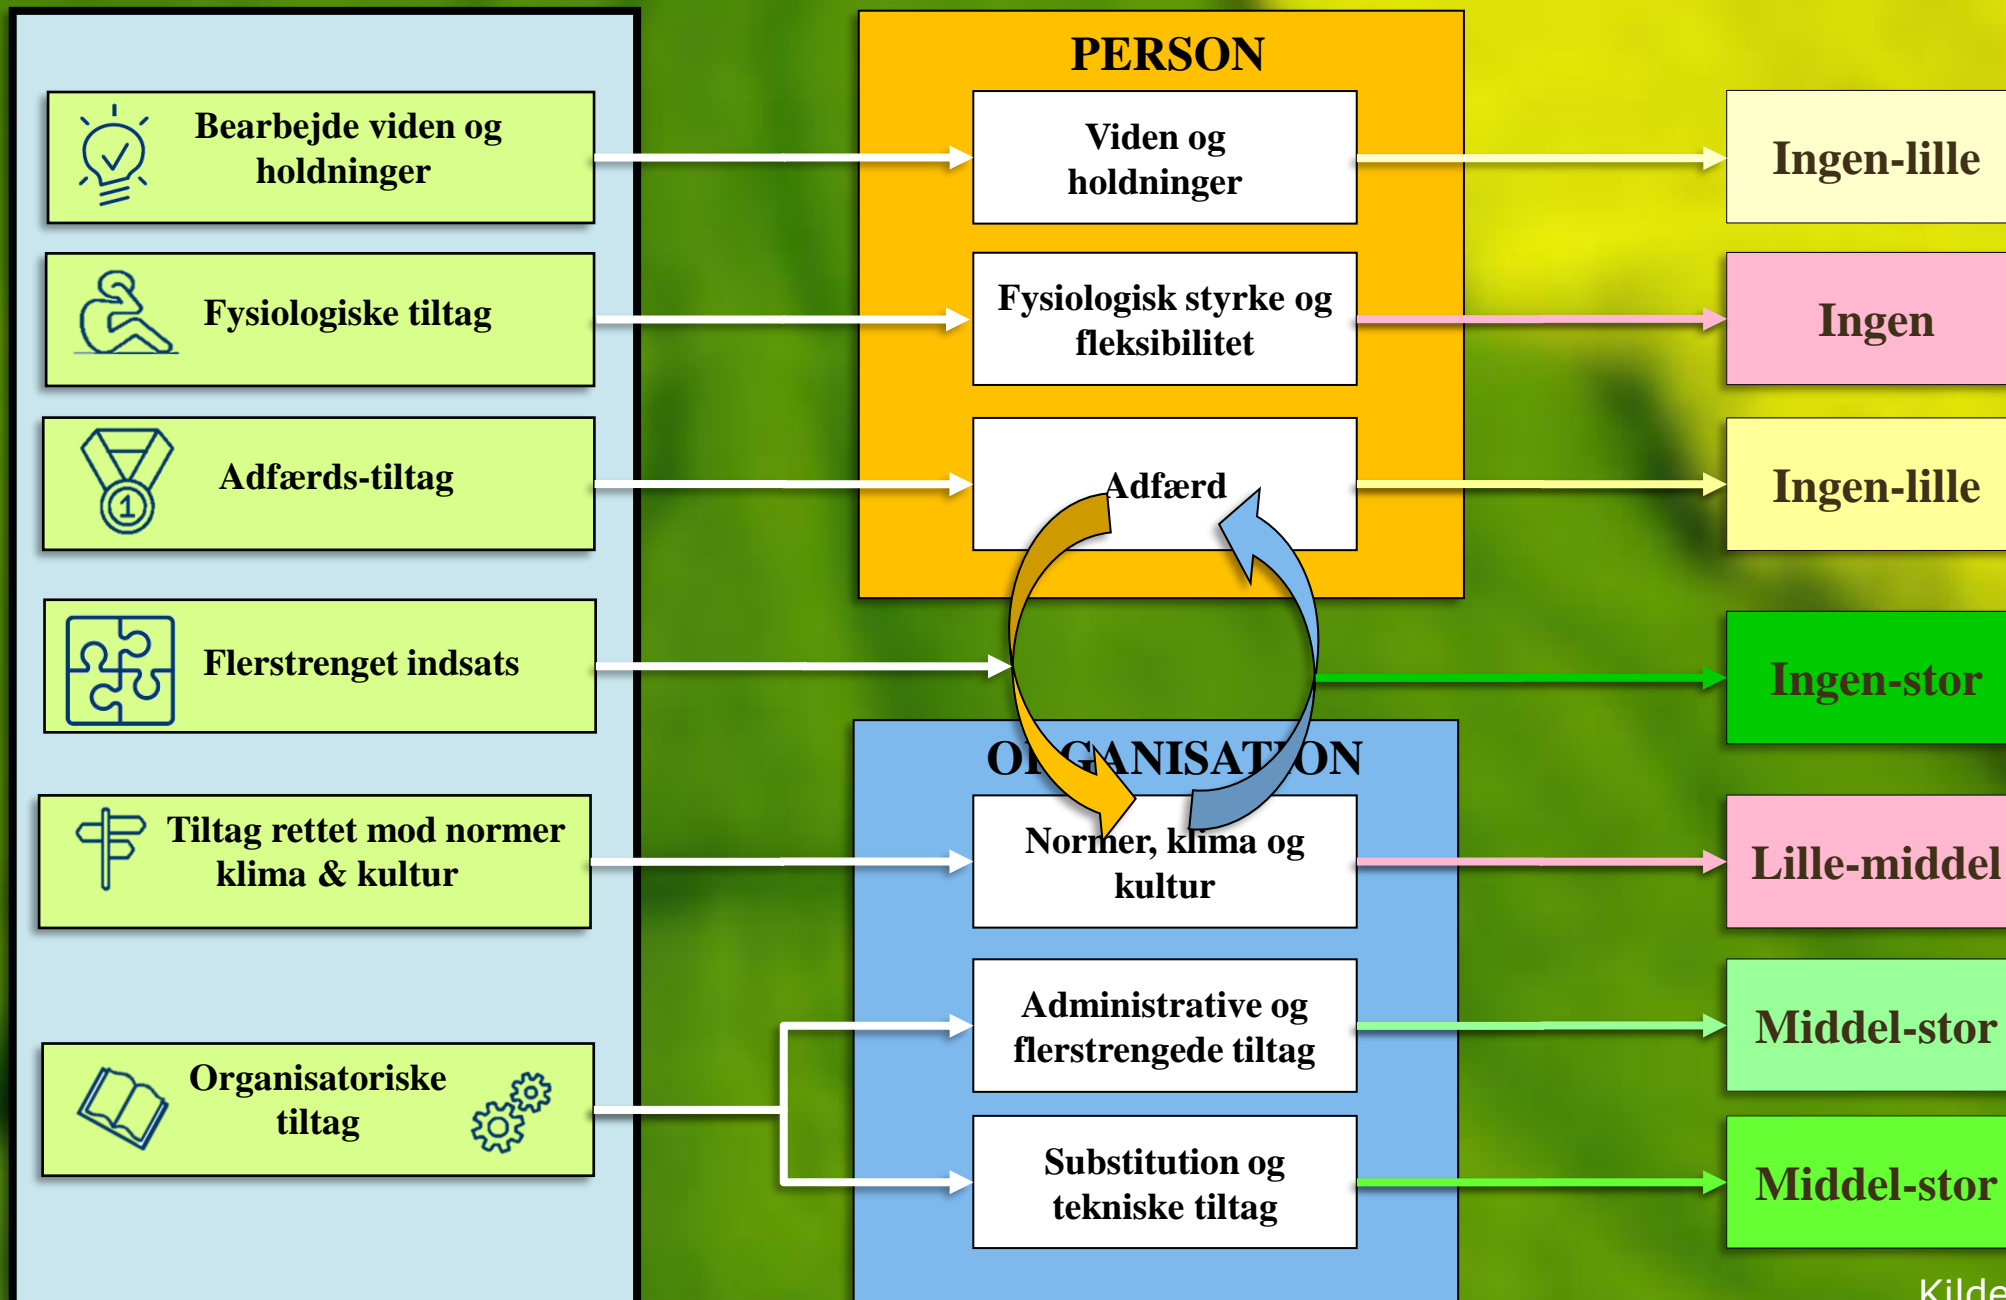 Bearbejde viden og
holdninger
Fysiologiske tiltag
Adfærds-tiltag
1
Flerstrenget indsats
Tiltag rettet mod normer
klima & kultur
Organisatoriske
tiltag
PERSON
Viden og
holdninger
Fysiologisk styrke og
fleksibilitet
Adfærd
ORGANISATION
Normer, klima og
kultur
Administrative og
flerstrengede tiltag
Substitution og
tekniske tiltag
Ingen-lille
Ingen
Ingen-lille
Ingen-stor
Lille-middel
Middel-stor
Middel-stor
Kilde